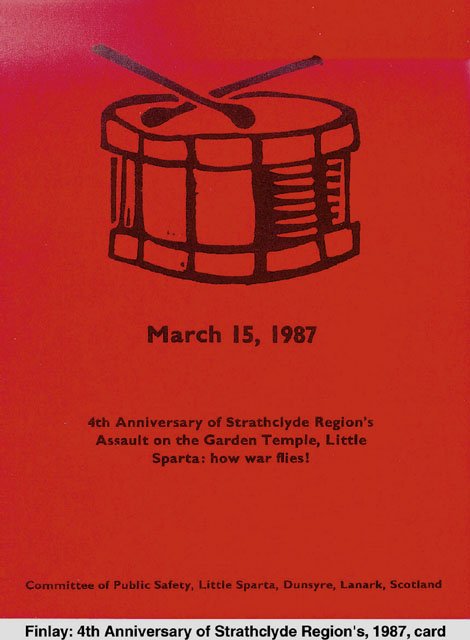 March 15, 1987
4th Anniversary of Strathclyde Region's
Assault on the Garden Temple, Little
Sparta: how war flies!
Committee of Public Safety, Little Sparta, Dunsyre, Lanark, Scotland
Finlay: 4th Anniversary of Strathclyde Region's, 1987, card